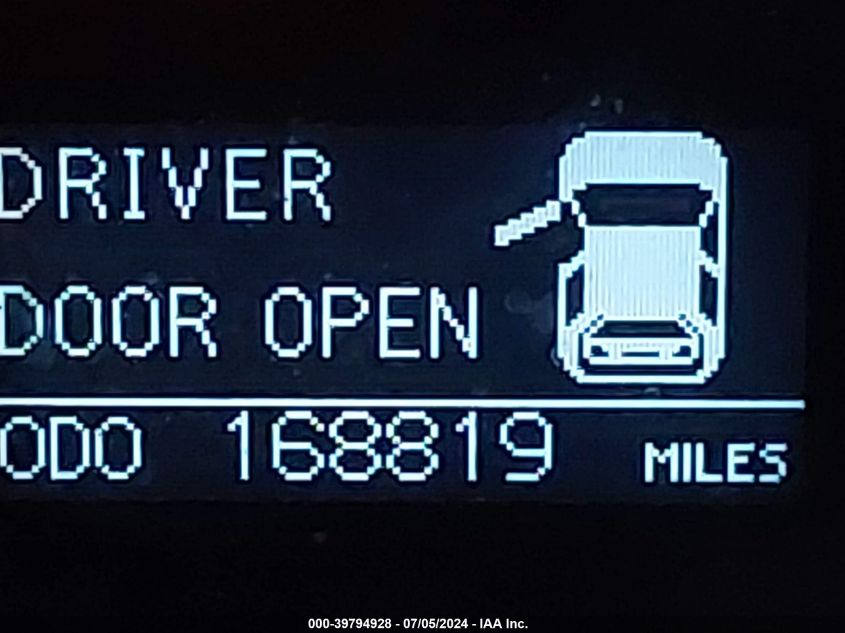 DRIVER
DOOR OPEN
ODO 168819 MILES
000-39794928 - 07/05/2024 - IAA Inc.